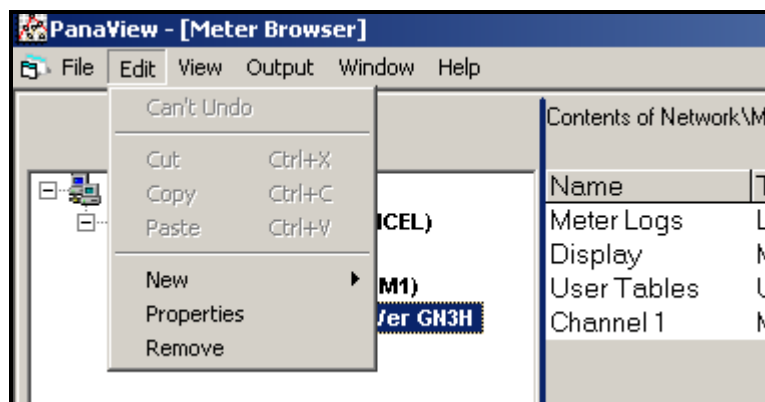 PanaView - [Meter Browser]
File Edit View Output Window Help
Can't Undo
Cut Ctrl+X
Copy Ctrl+C
Paste Ctrl+V
New
Properties
Remove
ICEL)
M1)
Ver GN3H
Contents of Network\M
Name
Meter Logs
Display
User Tables
Channel 1